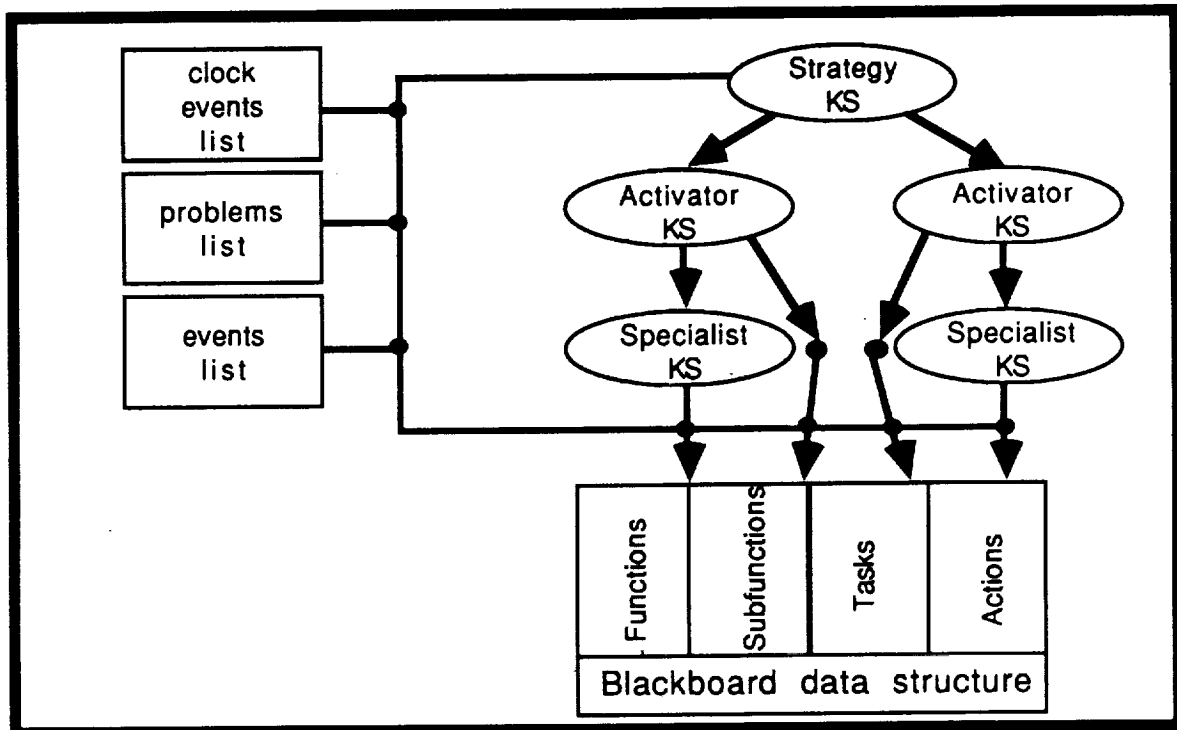 clock
events
list
problems
list
events
list
Strategy
KS
Activator
KS
Activator
KS
Specialist
KS
Specialist
KS
Functions
Subfunctions
Tasks
Actions
Blackboard data structure